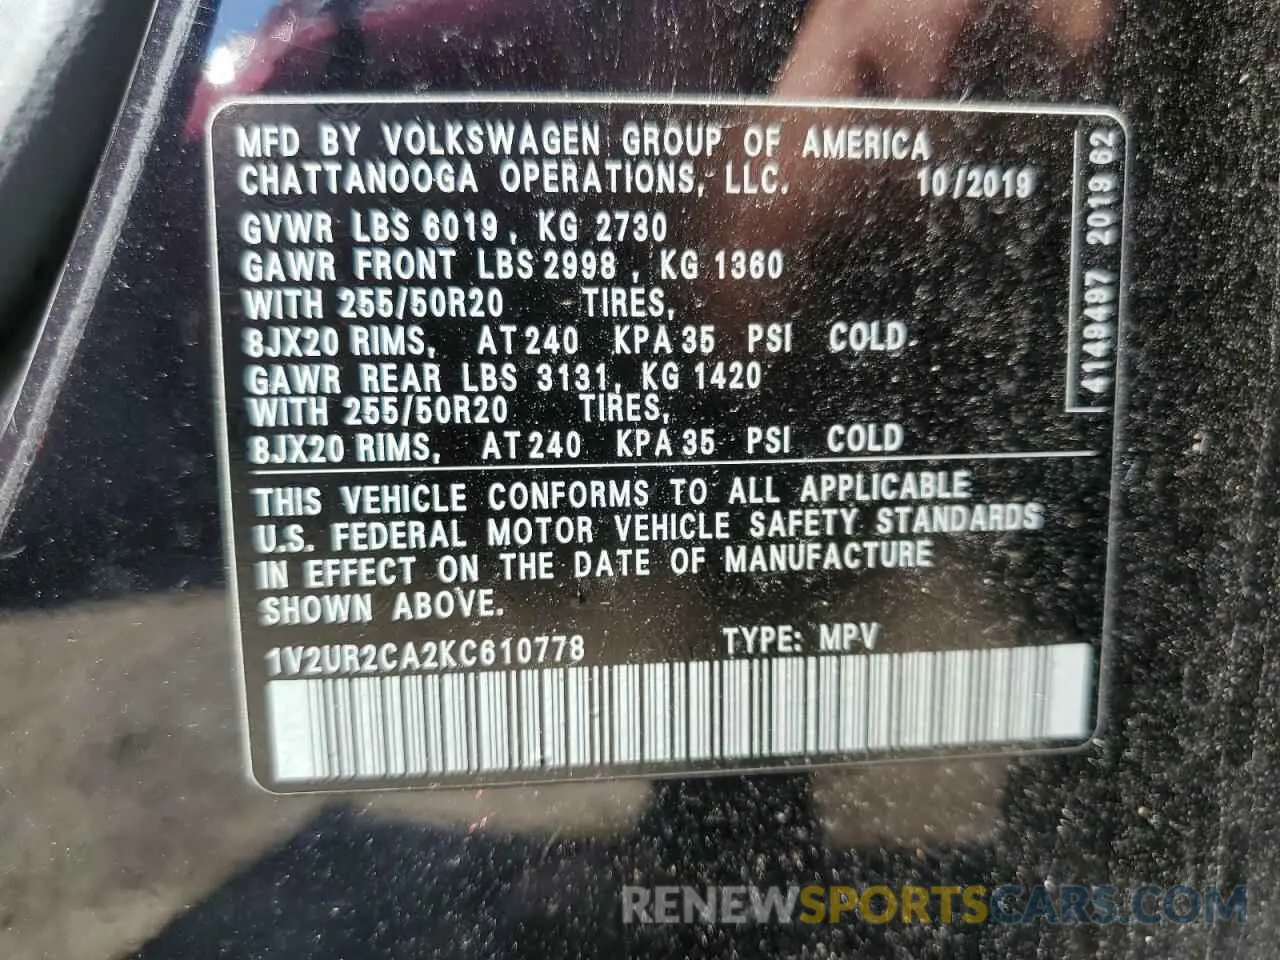 MFD BY VOLKSWAGEN GROUP OF AMERICA
CHATTANOOGA OPERATIONS, LLC. 10/2019
GVWR LBS 6019, KG 2730
GAWR FRONT LBS 2998, KG 1360
WITH 255/50R20 TIRES,
8JX20 RIMS, AT 240 KPA 35 PSI COLD.
GAWR REAR LBS 3131, KG 1420
WITH 255/50R20 TIRES,
8JX20 RIMS, AT 240 KPA 35 PSI COLD
THIS VEHICLE CONFORMS TO ALL APPLICABLE
U.S. FEDERAL MOTOR VEHICLE SAFETY STANDARDS
IN EFFECT ON THE DATE OF MANUFACTURE
SHOWN ABOVE.
1V2UR2CA2KC610778 TYPE: MPV
4149497 2019 62
RENEWSPORTSCARS.COM